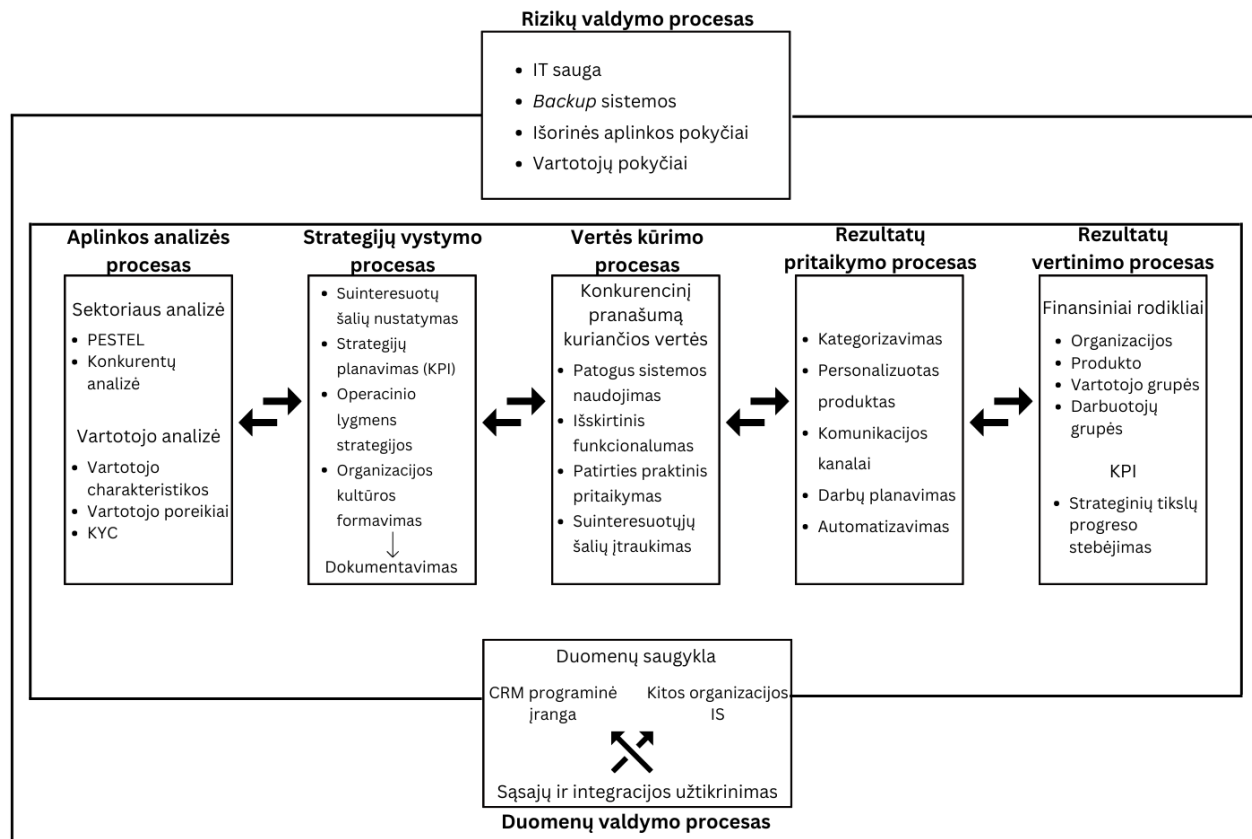 Rizikų valdymo procesas
IT sauga
Backup sistemos
Išorinės aplinkos pokyčiai
Vartotojų pokyčiai
Aplinkos analizės
procesas
Sektoriaus analizė
PESTEL
Konkurentų
analizė
Vartotojo analizė
Vartotojo
charakteristikos
Vartotojo poreikiai
KYC
Strategijų vystymo
procesas
Suinteresuotų
šalių nustatymas
Strategijų
planavimas (KPI)
Operacinio
lygmens
strategijos
Organizacijos
kultūros
formavimas
Dokumentavimas
Vertės kūrimo
procesas
Konkurencinį
pranašumą
kuriančios vertės
Patogus sistemos
naudojimas
Išskirtinis
funkcionalumas
Patirties praktinis
pritaikymas
Suinteresuotųjų
šalių įtraukimas
Rezultatų
pritaikymo procesas
Kategorizavimas
Personalizuotas
produktas
Komunikacijos
kanalai
Darbų planavimas
Automatizavimas
Rezultatų
vertinimo procesas
Finansiniai rodikliai
Organizacijos
Produkto
Vartotojo grupės
Darbuotojų
grupės
KPI
Strateginių tikslų
progreso
stebėjimas
Duomenų saugykla
CRM programinė
įranga
Kitos organizacijos
IS
Sąsajų ir integracijos užtikrinimas
Duomenų valdymo procesas